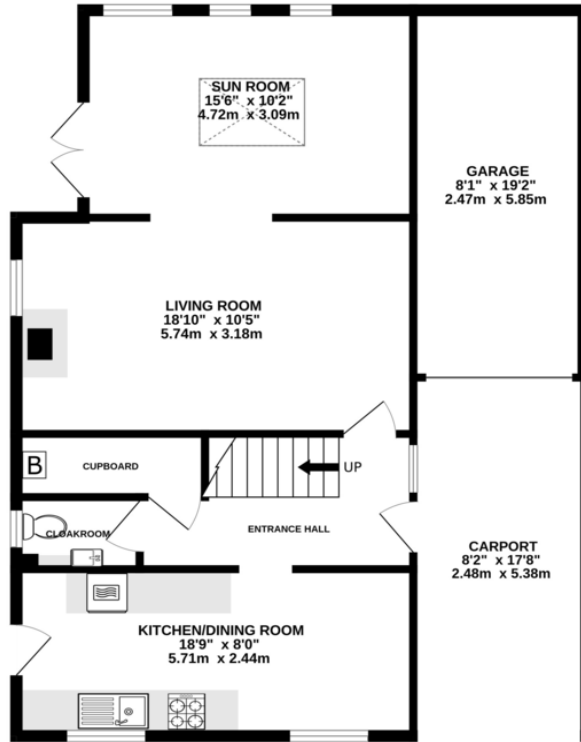 SUN ROOM
15'6" x 10'2"
4.72m x 3.09m
GARAGE
8'1" x 19'2"
2.47m x 5.85m
LIVING ROOM
18'10" x 10'5"
5.74m x 3.18m
B
CUPBOARD
UP
CLOAKROOM
ENTRANCE HALL
CARPORT
8'2" x 17'8"
2.48m x 5.38m
KITCHEN/DINING ROOM
18'9" x 8'0"
5.71m x 2.44m